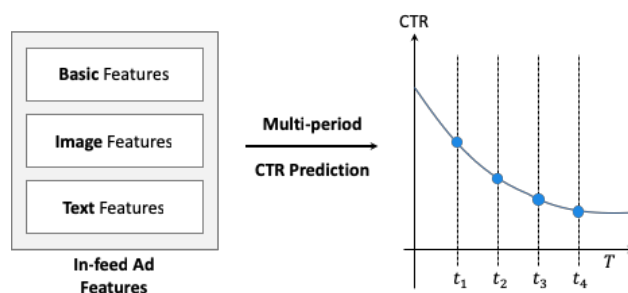 Basic Features
Image Features
Text Features
In-feed Ad
Features
Multi-period
CTR Prediction
CTR
T
t₁ t₂ t₃ t₄